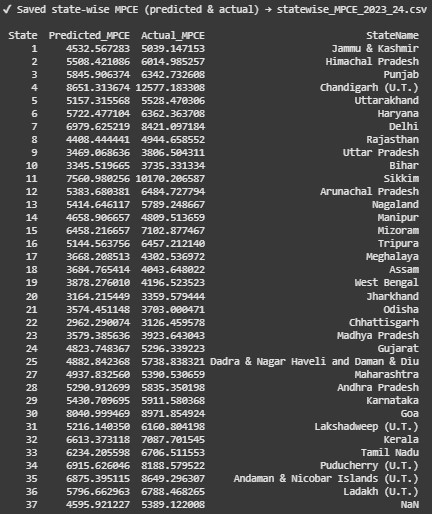 ✓ Saved state-wise MPCE (predicted & actual) → statewise_MPCE_2023_24.csv
State Predicted_MPCE Actual_MPCE StateName
1 4532.567283 5039.147153 Jammu & Kashmir
2 5508.421086 6014.985257 Himachal Pradesh
3 5845.906374 6342.732608 Punjab
4 8651.313674 12577.183308 Chandigarh (U.T.)
5 5157.315568 5528.470306 Uttarakhand
6 5722.477104 6362.363708 Haryana
7 6979.625219 8421.097184 Delhi
8 4408.444441 4944.658552 Rajasthan
9 3469.068636 3806.504311 Uttar Pradesh
10 3345.519665 3735.331334 Bihar
11 7560.980256 10170.206587 Sikkim
12 5383.680381 6484.727794 Arunachal Pradesh
13 5414.646117 5789.248667 Nagaland
14 4658.906657 4809.513659 Manipur
15 6458.216657 7102.877467 Mizoram
16 5144.563756 6457.212140 Tripura
17 3668.208513 4302.536972 Meghalaya
18 3684.765414 4043.648022 Assam
19 3878.276010 4196.523523 West Bengal
20 3164.215449 3359.579444 Jharkhand
21 3574.451148 3703.000471 Odisha
22 2962.290074 3126.459578 Chhattisgarh
23 3579.385636 3923.643043 Madhya Pradesh
24 4823.748367 5296.339223 Gujarat
25 4882.842368 5738.838321 Dadra & Nagar Haveli and Daman & Diu
27 4937.832560 5390.530659 Maharashtra
28 5290.912699 5835.350198 Andhra Pradesh
29 5430.709695 5911.580368 Karnataka
30 8040.999469 8971.854924 Goa
31 5216.140350 6160.804198 Lakshadweep (U.T.)
32 6613.373118 7087.701545 Kerala
33 6234.205598 6706.511553 Tamil Nadu
34 6915.626046 8188.579522 Puducherry (U.T.)
35 6875.395115 8649.296307 Andaman & Nicobar Islands (U.T.)
36 5796.662963 6788.468265 Ladakh (U.T.)
37 4595.921227 5389.122008 NaN